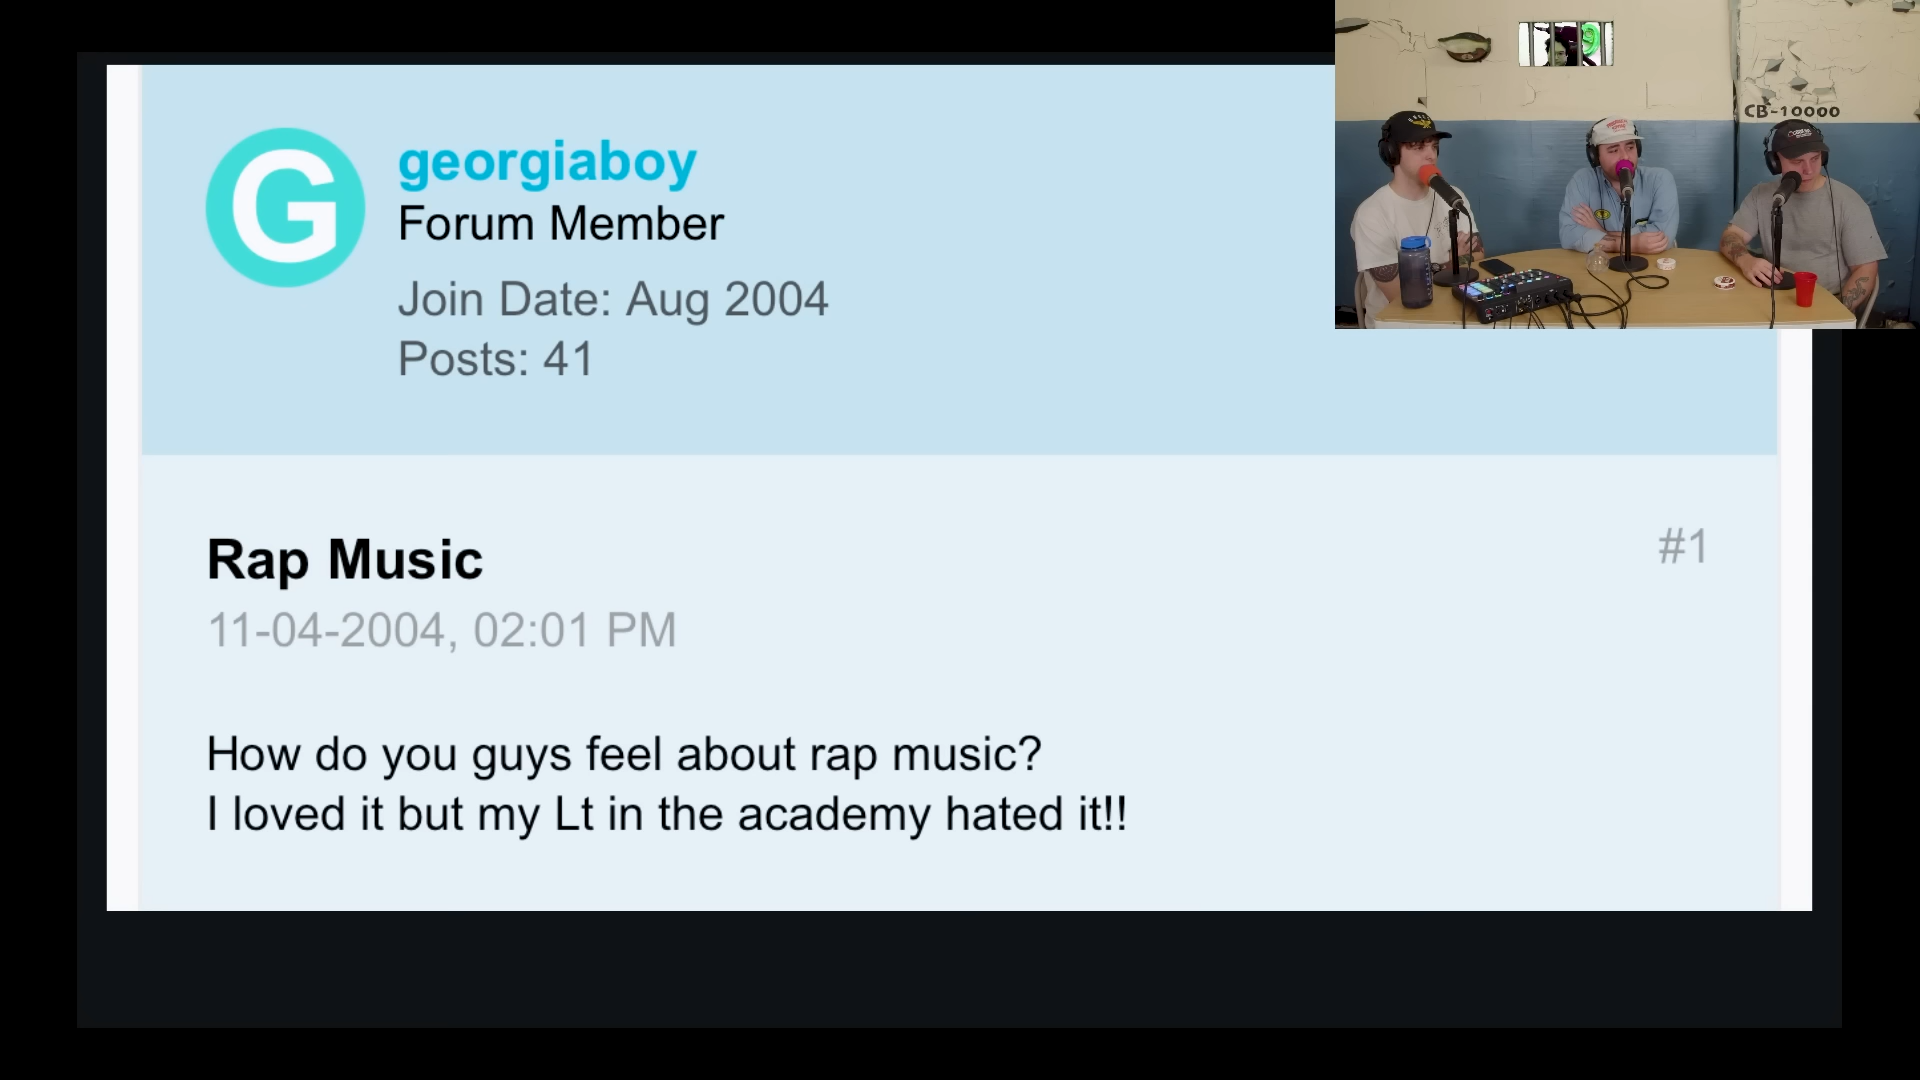 G
georgiaboy
Forum Member
Join Date: Aug 2004
Posts: 41
Rap Music
#1
11-04-2004, 02:01 PM
How do you guys feel about rap music?
I loved it but my Lt in the academy hated it!!
CB-10000